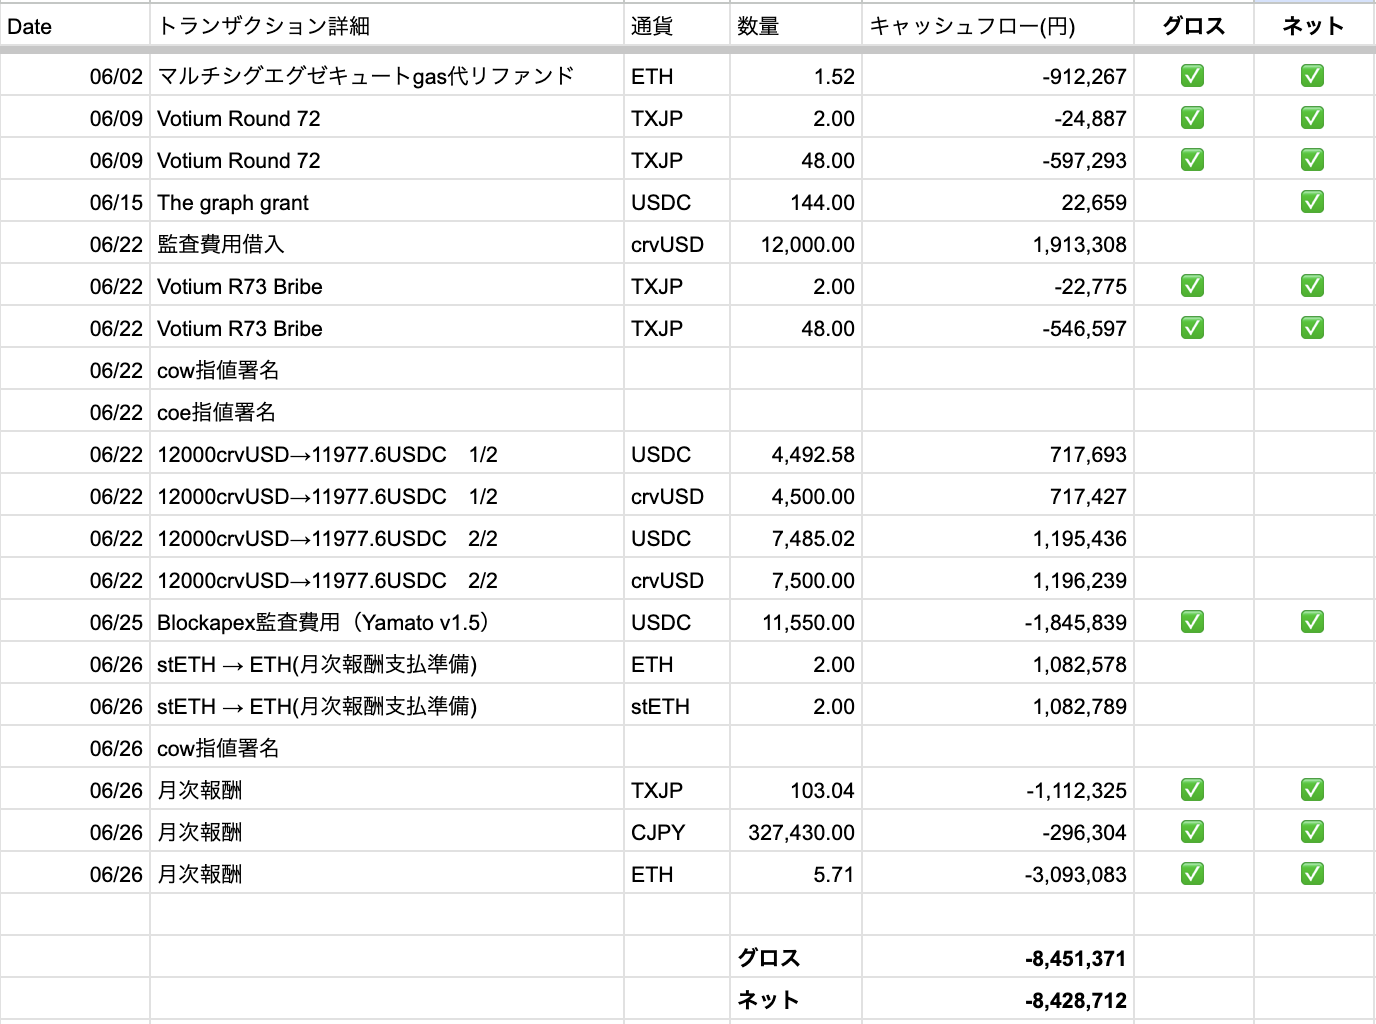 Date トランザクション詳細 通貨 数量 キャッシュフロー(円) グロス ネット
06/02 マルチシグエグゼキュートgas代リファンド ETH 1.52 -912,267 ✅ ✅
06/09 Votium Round 72 TXJP 2.00 -24,887 ✅ ✅
06/09 Votium Round 72 TXJP 48.00 -597,293 ✅ ✅
06/15 The graph grant USDC 144.00 22,659 ✅
06/22 監査費用借入 crvUSD 12,000.00 1,913,308
06/22 Votium R73 Bribe TXJP 2.00 -22,775 ✅ ✅
06/22 Votium R73 Bribe TXJP 48.00 -546,597 ✅ ✅
06/22 cow指値署名
06/22 coe指値署名
06/22 12000crvUSD→11977.6USDC　1/2 USDC 4,492.58 717,693
06/22 12000crvUSD→11977.6USDC　1/2 crvUSD 4,500.00 717,427
06/22 12000crvUSD→11977.6USDC　2/2 USDC 7,485.02 1,195,436
06/22 12000crvUSD→11977.6USDC　2/2 crvUSD 7,500.00 1,196,239
06/25 Blockapex監査費用（Yamato v1.5） USDC 11,550.00 -1,845,839 ✅ ✅
06/26 stETH → ETH(月次報酬支払準備) ETH 2.00 1,082,578
06/26 stETH → ETH(月次報酬支払準備) stETH 2.00 1,082,789
06/26 cow指値署名
06/26 月次報酬 TXJP 103.04 -1,112,325 ✅ ✅
06/26 月次報酬 CJPY 327,430.00 -296,304 ✅ ✅
06/26 月次報酬 ETH 5.71 -3,093,083 ✅ ✅
グロス -8,451,371
ネット -8,428,712